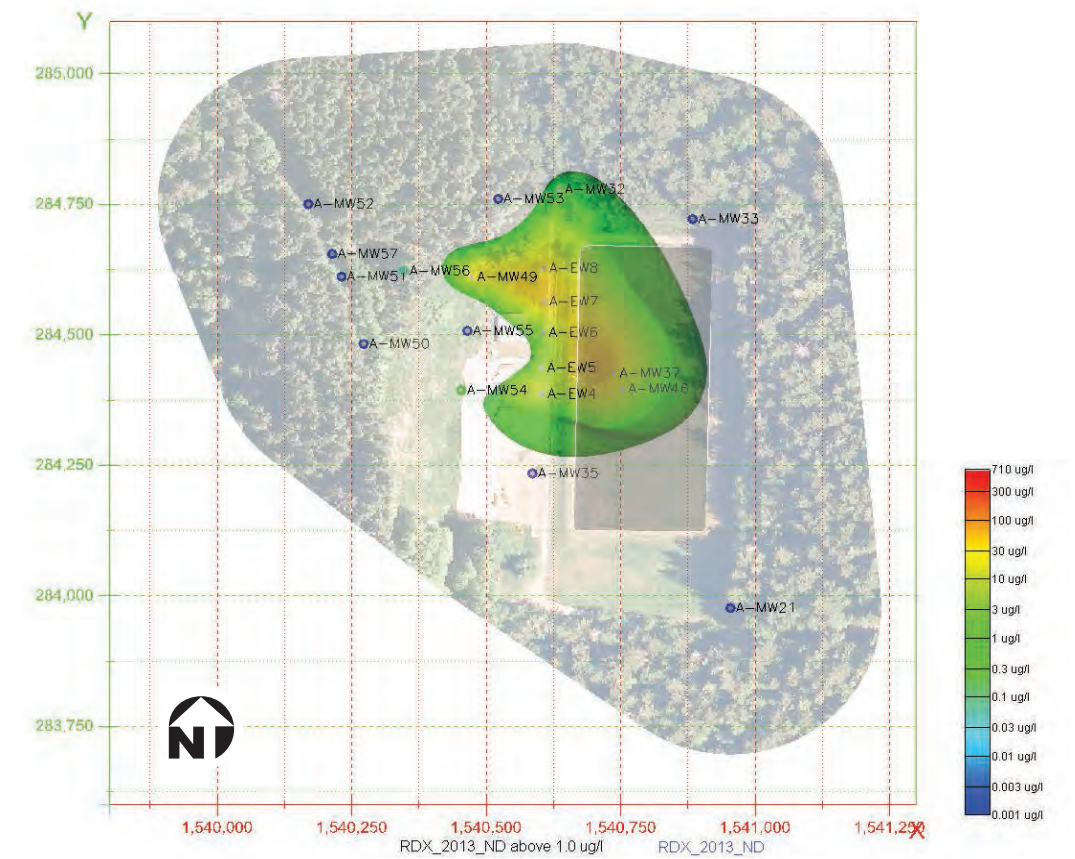 Y
285,000
284,750
284,500
284,250
284,000
283,750
A-MW32
A-MW53
A-MW52
A-MW33
A-MW57
A-MW56
A-MW51
A-MW49
A-EW8
A-EW7
A-MW55
A-EW6
A-MW50
A-EW5
A-MW37
A-MW54
A-EW4
A-MW46
A-MW35
A-MW21
N
710 ug/l
300 ug/l
100 ug/l
30 ug/l
10 ug/l
3 ug/l
1 ug/l
0.3 ug/l
0.1 ug/l
0.03 ug/l
0.01 ug/l
0.003 ug/l
0.001 ug/l
1,540,000 1,540,250 1,540,500 1,540,750 1,541,000 1,541,250 X
RDX_2013_ND above 1.0 ug/l RDX_2013_ND